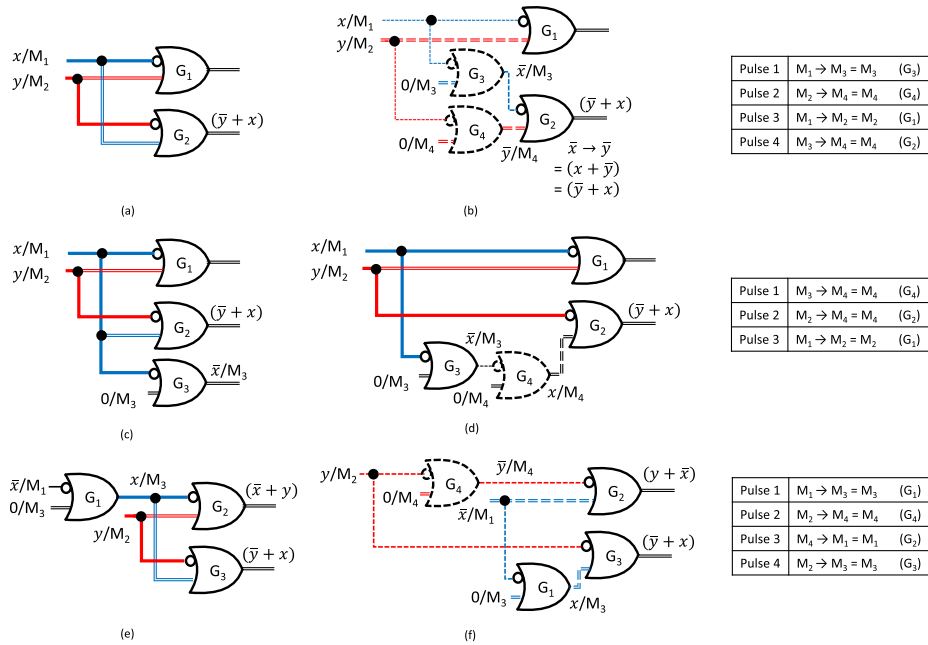 x/M₁
y/M₂
G₁
G₂
(ȳ + x)
(a)
x/M₁
y/M₂
G₁
G₃
x̄/M₃
0/M₃
(ȳ + x)
G₂
G₄
0/M₄
ȳ/M₄
x̄ → ȳ
= (x + ȳ)
= (ȳ + x)
(b)
Pulse 1 M₁ → M₃ = M₃ (G₃)
Pulse 2 M₂ → M₄ = M₄ (G₄)
Pulse 3 M₁ → M₂ = M₂ (G₁)
Pulse 4 M₃ → M₄ = M₄ (G₂)
x/M₁
y/M₂
G₁
(ȳ + x)
G₂
x̄/M₃
G₃
0/M₃
(c)
x/M₁
y/M₂
G₁
(ȳ + x)
G₂
x̄/M₃
G₃
G₄
0/M₃
0/M₄
x/M₄
(d)
Pulse 1 M₃ → M₄ = M₄ (G₄)
Pulse 2 M₂ → M₄ = M₄ (G₂)
Pulse 3 M₁ → M₂ = M₂ (G₁)
x̄/M₁
0/M₃
G₁
x/M₃
(x̄ + y)
G₂
y/M₂
(ȳ + x)
G₃
(e)
y/M₂
G₄
ȳ/M₄
0/M₄
x̄/M₁
(y + x̄)
G₂
(ȳ + x)
G₃
G₁
0/M₃
x/M₃
(f)
Pulse 1 M₁ → M₃ = M₃ (G₁)
Pulse 2 M₂ → M₄ = M₄ (G₄)
Pulse 3 M₄ → M₁ = M₁ (G₂)
Pulse 4 M₂ → M₃ = M₃ (G₃)